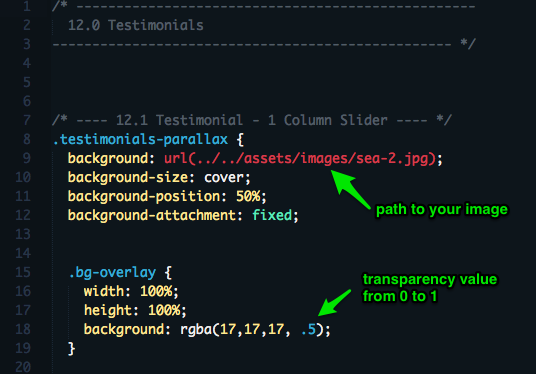 1 /* -----------------------------------------------
2 12.0 Testimonials
3 -------------------------------------------------- */
4
5
6
7 /* ---- 12.1 Testimonial - 1 Column Slider ---- */
8 .testimonials-parallax {
9 background: url(../../assets/images/sea-2.jpg);
10 background-size: cover;
11 background-position: 50%;
12 background-attachment: fixed;
path to your image
13
14
15 .bg-overlay {
transparency value
from 0 to 1
16 width: 100%;
17 height: 100%;
18 background: rgba(17,17,17, .5);
19 }
20